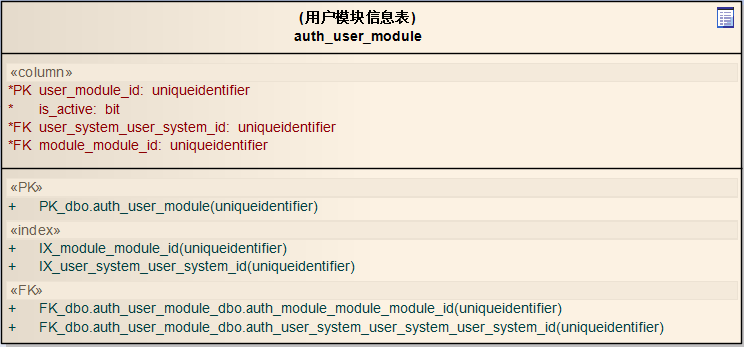 (用户模块信息表)
auth_user_module
«column»
*PK user_module_id: uniqueidentifier
* is_active: bit
*FK user_system_user_system_id: uniqueidentifier
*FK module_module_id: uniqueidentifier
«PK»
+ PK_dbo.auth_user_module(uniqueidentifier)
«index»
+ IX_module_module_id(uniqueidentifier)
+ IX_user_system_user_system_id(uniqueidentifier)
«FK»
+ FK_dbo.auth_user_module_dbo.auth_module_module_module_id(uniqueidentifier)
+ FK_dbo.auth_user_module_dbo.auth_user_system_user_system_user_system_id(uniqueidentifier)